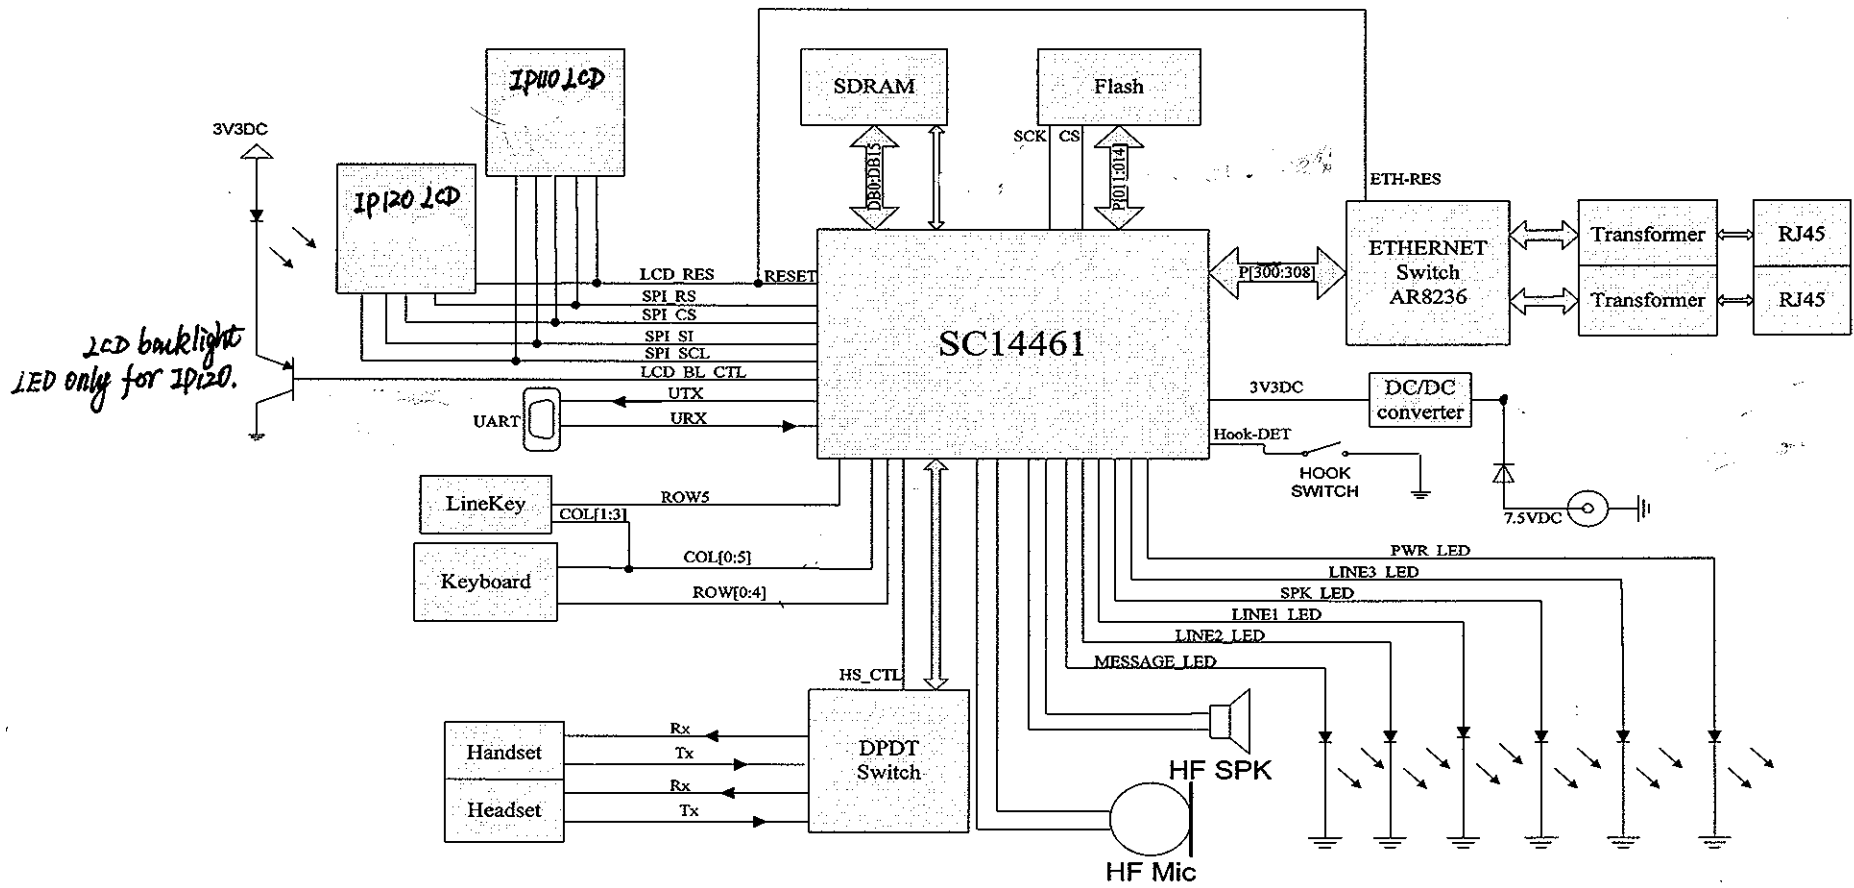 IP110 LCD
SDRAM
Flash
3V3DC
SCK
CS
DB0:DB15
P[011:014]
ETH-RES
IP120 LCD
ETHERNET
Switch
AR8236
Transformer
RJ45
Transformer
RJ45
P[300:308]
LCD_RES
RESET
SPI_RS
SPI_CS
SPI_SI
SPI_SCL
LCD_BL_CTL
SC14461
LCD backlight
LED only for IP120.
UTX
UART
URX
3V3DC
DC/DC
converter
Hook-DET
HOOK
SWITCH
7.5VDC
LineKey
ROW5
COL[1:3]
Keyboard
COL[0:5]
ROW[0:4]
PWR_LED
LINE3_LED
SPK_LED
LINE1_LED
LINE2_LED
MESSAGE_LED
HS_CTL
Handset
Rx
Tx
DPDT
Switch
Headset
Rx
Tx
HF SPK
HF Mic